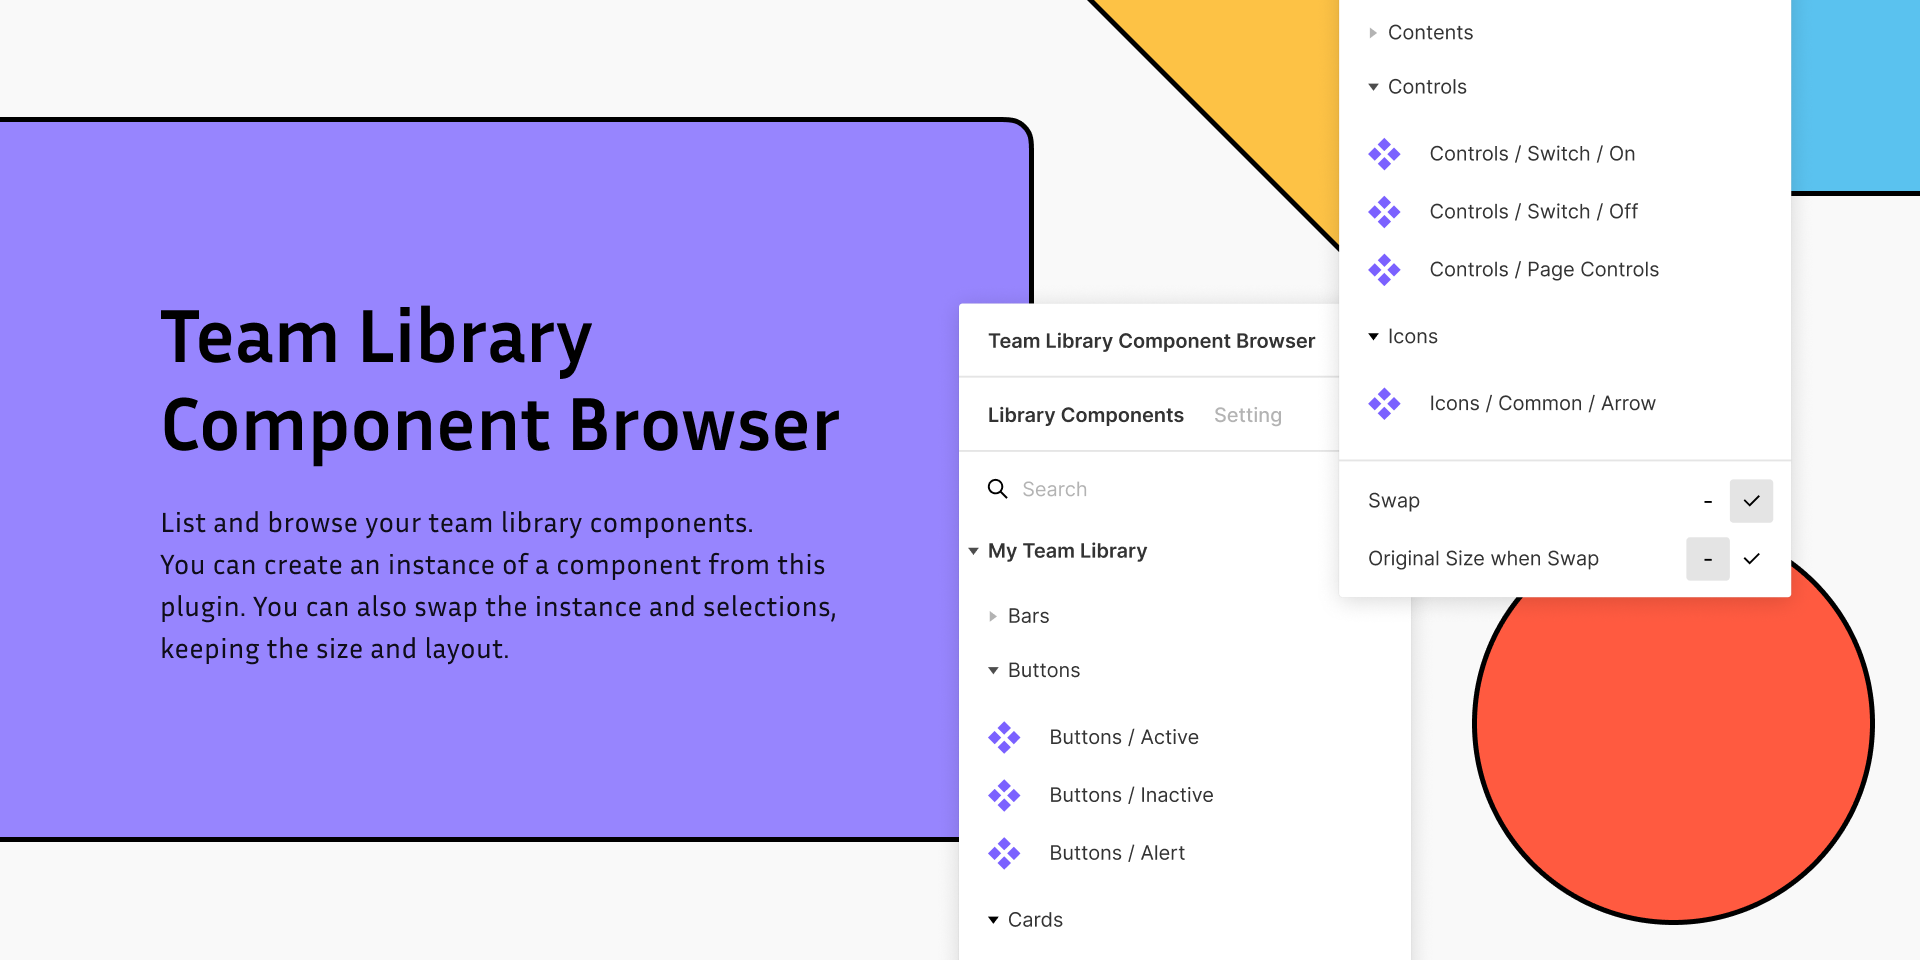 Team Library
Component Browser
List and browse your team library components.
You can create an instance of a component from this
plugin. You can also swap the instance and selections,
keeping the size and layout.
Team Library Component Browser
Library Components Setting
Search
My Team Library
Bars
Buttons
Buttons / Active
Buttons / Inactive
Buttons / Alert
Cards
Contents
Controls
Controls / Switch / On
Controls / Switch / Off
Controls / Page Controls
Icons
Icons / Common / Arrow
Swap -
Original Size when Swap -